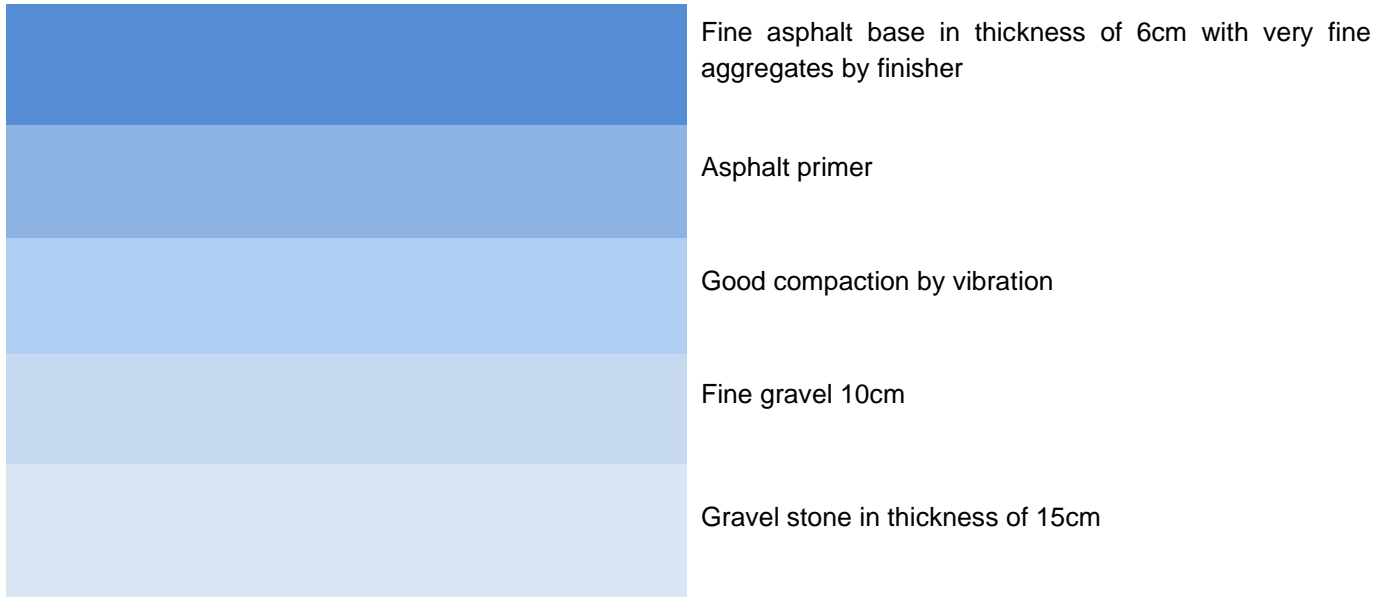 Fine asphalt base in thickness of 6cm with very fine
aggregates by finisher
Asphalt primer
Good compaction by vibration
Fine gravel 10cm
Gravel stone in thickness of 15cm